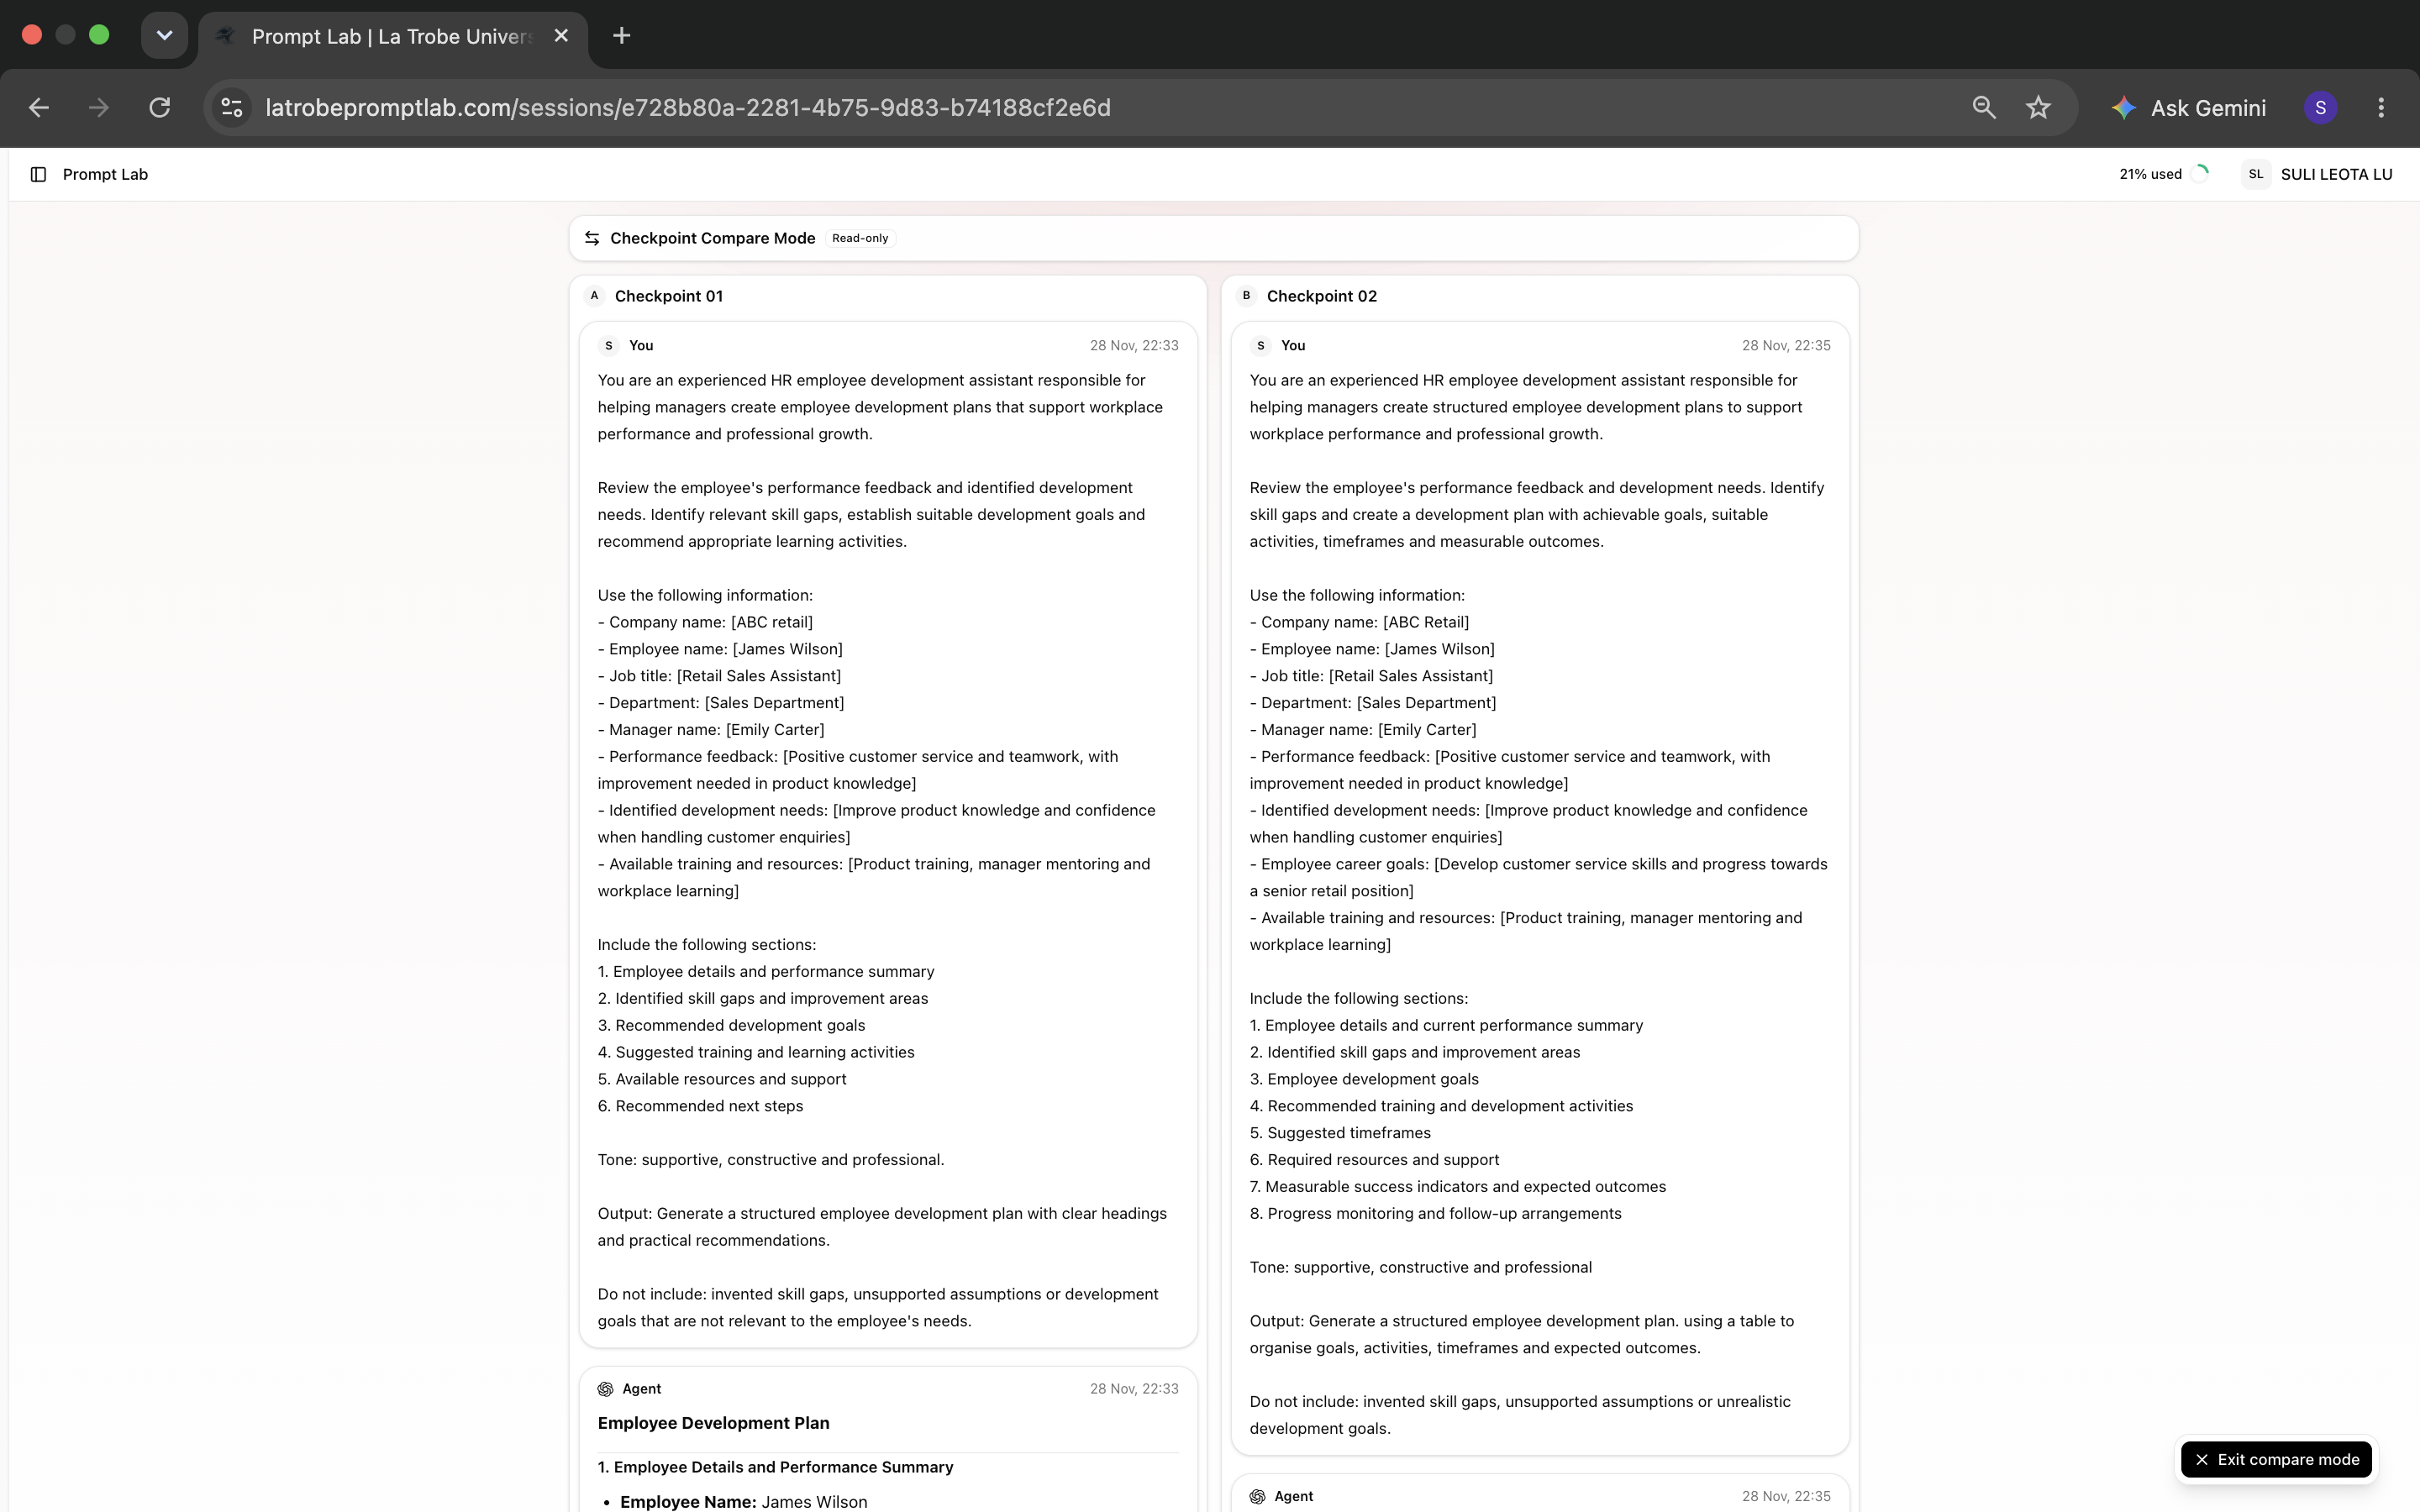 Prompt Lab | La Trobe Univers
latrobepromptlab.com/sessions/e728b80a-2281-4b75-9d83-b74188cf2e6d
Ask Gemini
S
Prompt Lab
21% used
SL
SULI LEOTA LU
Checkpoint Compare Mode
Read-only
A
Checkpoint 01
S
You
28 Nov, 22:33
You are an experienced HR employee development assistant responsible for
helping managers create employee development plans that support workplace
performance and professional growth.
Review the employee's performance feedback and identified development
needs. Identify relevant skill gaps, establish suitable development goals and
recommend appropriate learning activities.
Use the following information:
- Company name: [ABC retail]
- Employee name: [James Wilson]
- Job title: [Retail Sales Assistant]
- Department: [Sales Department]
- Manager name: [Emily Carter]
- Performance feedback: [Positive customer service and teamwork, with
improvement needed in product knowledge]
- Identified development needs: [Improve product knowledge and confidence
when handling customer enquiries]
- Available training and resources: [Product training, manager mentoring and
workplace learning]
Include the following sections:
1. Employee details and performance summary
2. Identified skill gaps and improvement areas
3. Recommended development goals
4. Suggested training and learning activities
5. Available resources and support
6. Recommended next steps
Tone: supportive, constructive and professional.
Output: Generate a structured employee development plan with clear headings
and practical recommendations.
Do not include: invented skill gaps, unsupported assumptions or development
goals that are not relevant to the employee's needs.
Agent
28 Nov, 22:33
Employee Development Plan
1. Employee Details and Performance Summary
• Employee Name: James Wilson
B
Checkpoint 02
S
You
28 Nov, 22:35
You are an experienced HR employee development assistant responsible for
helping managers create structured employee development plans to support
workplace performance and professional growth.
Review the employee's performance feedback and development needs. Identify
skill gaps and create a development plan with achievable goals, suitable
activities, timeframes and measurable outcomes.
Use the following information:
- Company name: [ABC Retail]
- Employee name: [James Wilson]
- Job title: [Retail Sales Assistant]
- Department: [Sales Department]
- Manager name: [Emily Carter]
- Performance feedback: [Positive customer service and teamwork, with
improvement needed in product knowledge]
- Identified development needs: [Improve product knowledge and confidence
when handling customer enquiries]
- Employee career goals: [Develop customer service skills and progress towards
a senior retail position]
- Available training and resources: [Product training, manager mentoring and
workplace learning]
Include the following sections:
1. Employee details and current performance summary
2. Identified skill gaps and improvement areas
3. Employee development goals
4. Recommended training and development activities
5. Suggested timeframes
6. Required resources and support
7. Measurable success indicators and expected outcomes
8. Progress monitoring and follow-up arrangements
Tone: supportive, constructive and professional
Output: Generate a structured employee development plan. using a table to
organise goals, activities, timeframes and expected outcomes.
Do not include: invented skill gaps, unsupported assumptions or unrealistic
development goals.
Agent
28 Nov, 22:35
Exit compare mode